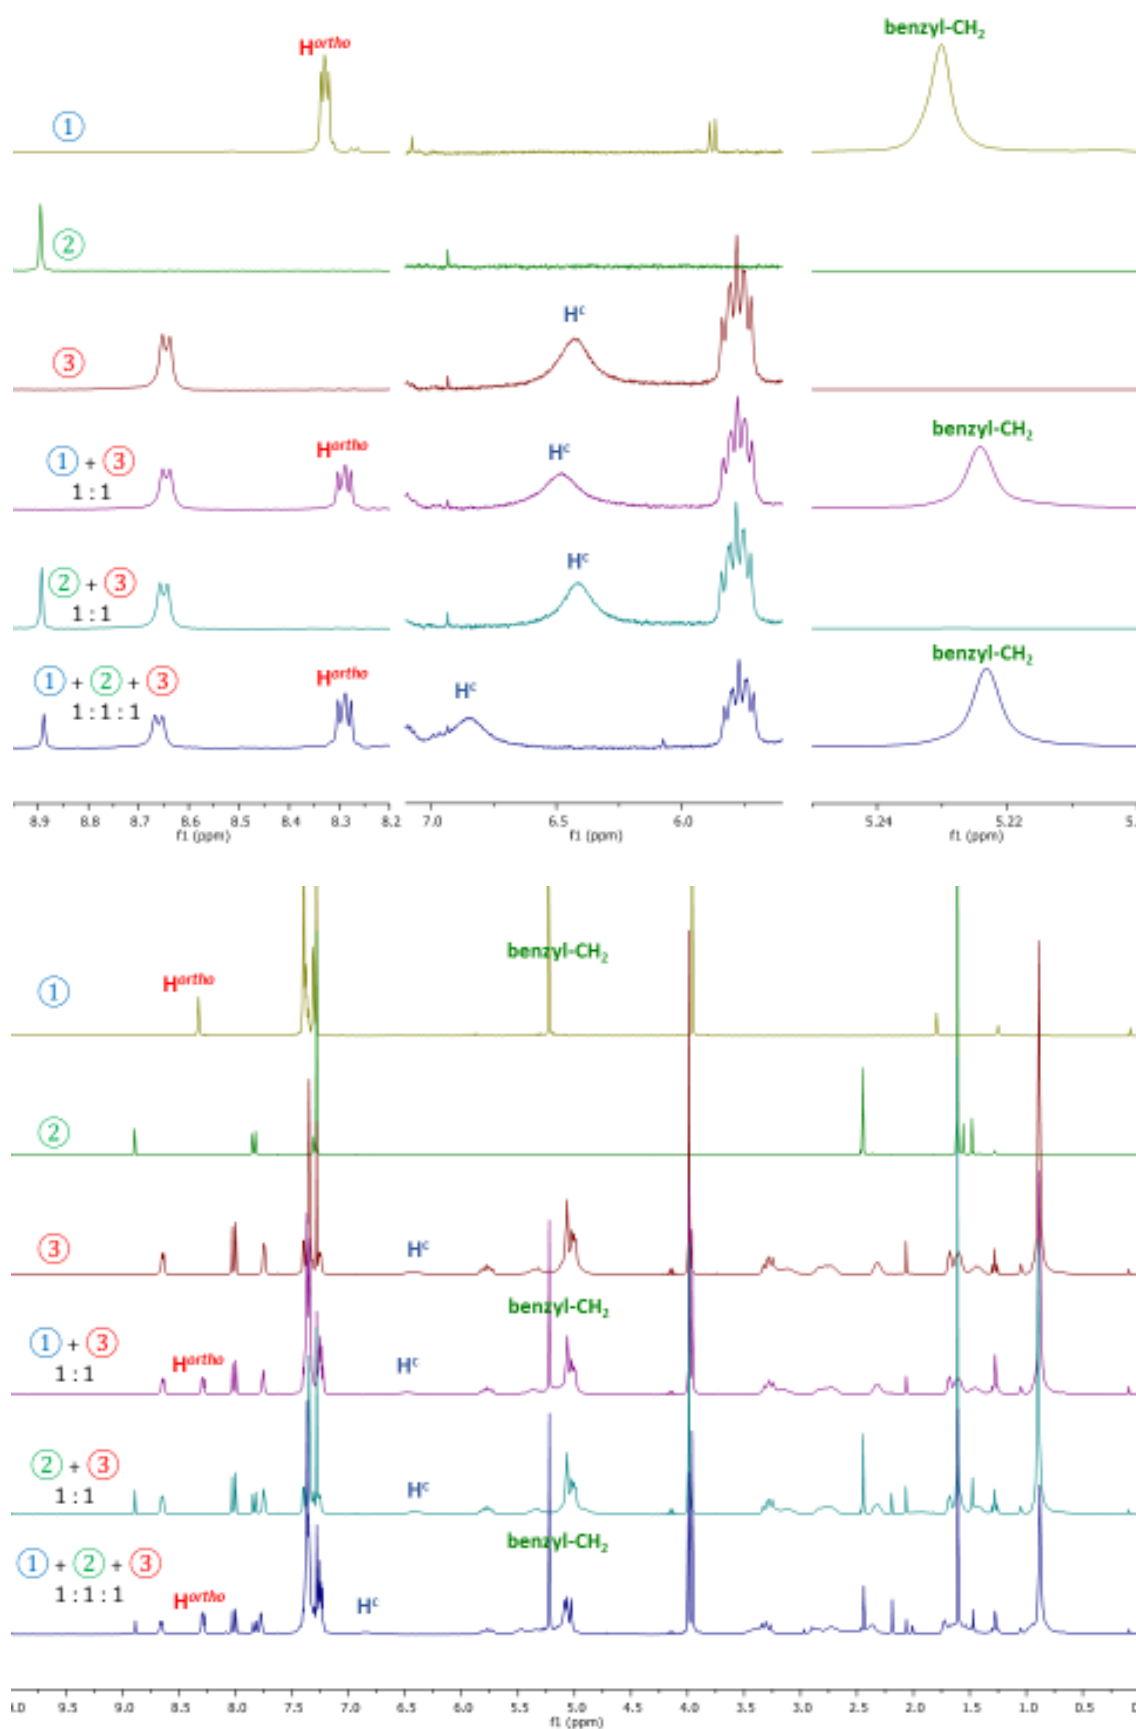 H^ortho
benzyl-CH₂
①
②
③
H^c
① + ③
1 : 1
H^ortho
H^c
benzyl-CH₂
② + ③
1 : 1
H^c
① + ② + ③
1 : 1 : 1
H^ortho
H^c
benzyl-CH₂
8.9 8.8 8.7 8.6 8.5 8.4 8.3 8.2
f1 (ppm)
7.0 6.5 6.0
f1 (ppm)
5.24 5.22
f1 (ppm)
benzyl-CH₂
H^ortho
①
②
③
H^c
benzyl-CH₂
① + ③
1 : 1
H^ortho
H^c
② + ③
1 : 1
H^c
benzyl-CH₂
① + ② + ③
1 : 1 : 1
H^ortho
H^c
9.5 9.0 8.5 8.0 7.5 7.0 6.5 6.0 5.5 5.0 4.5 4.0 3.5 3.0 2.5 2.0 1.5 1.0 0.5
f1 (ppm)